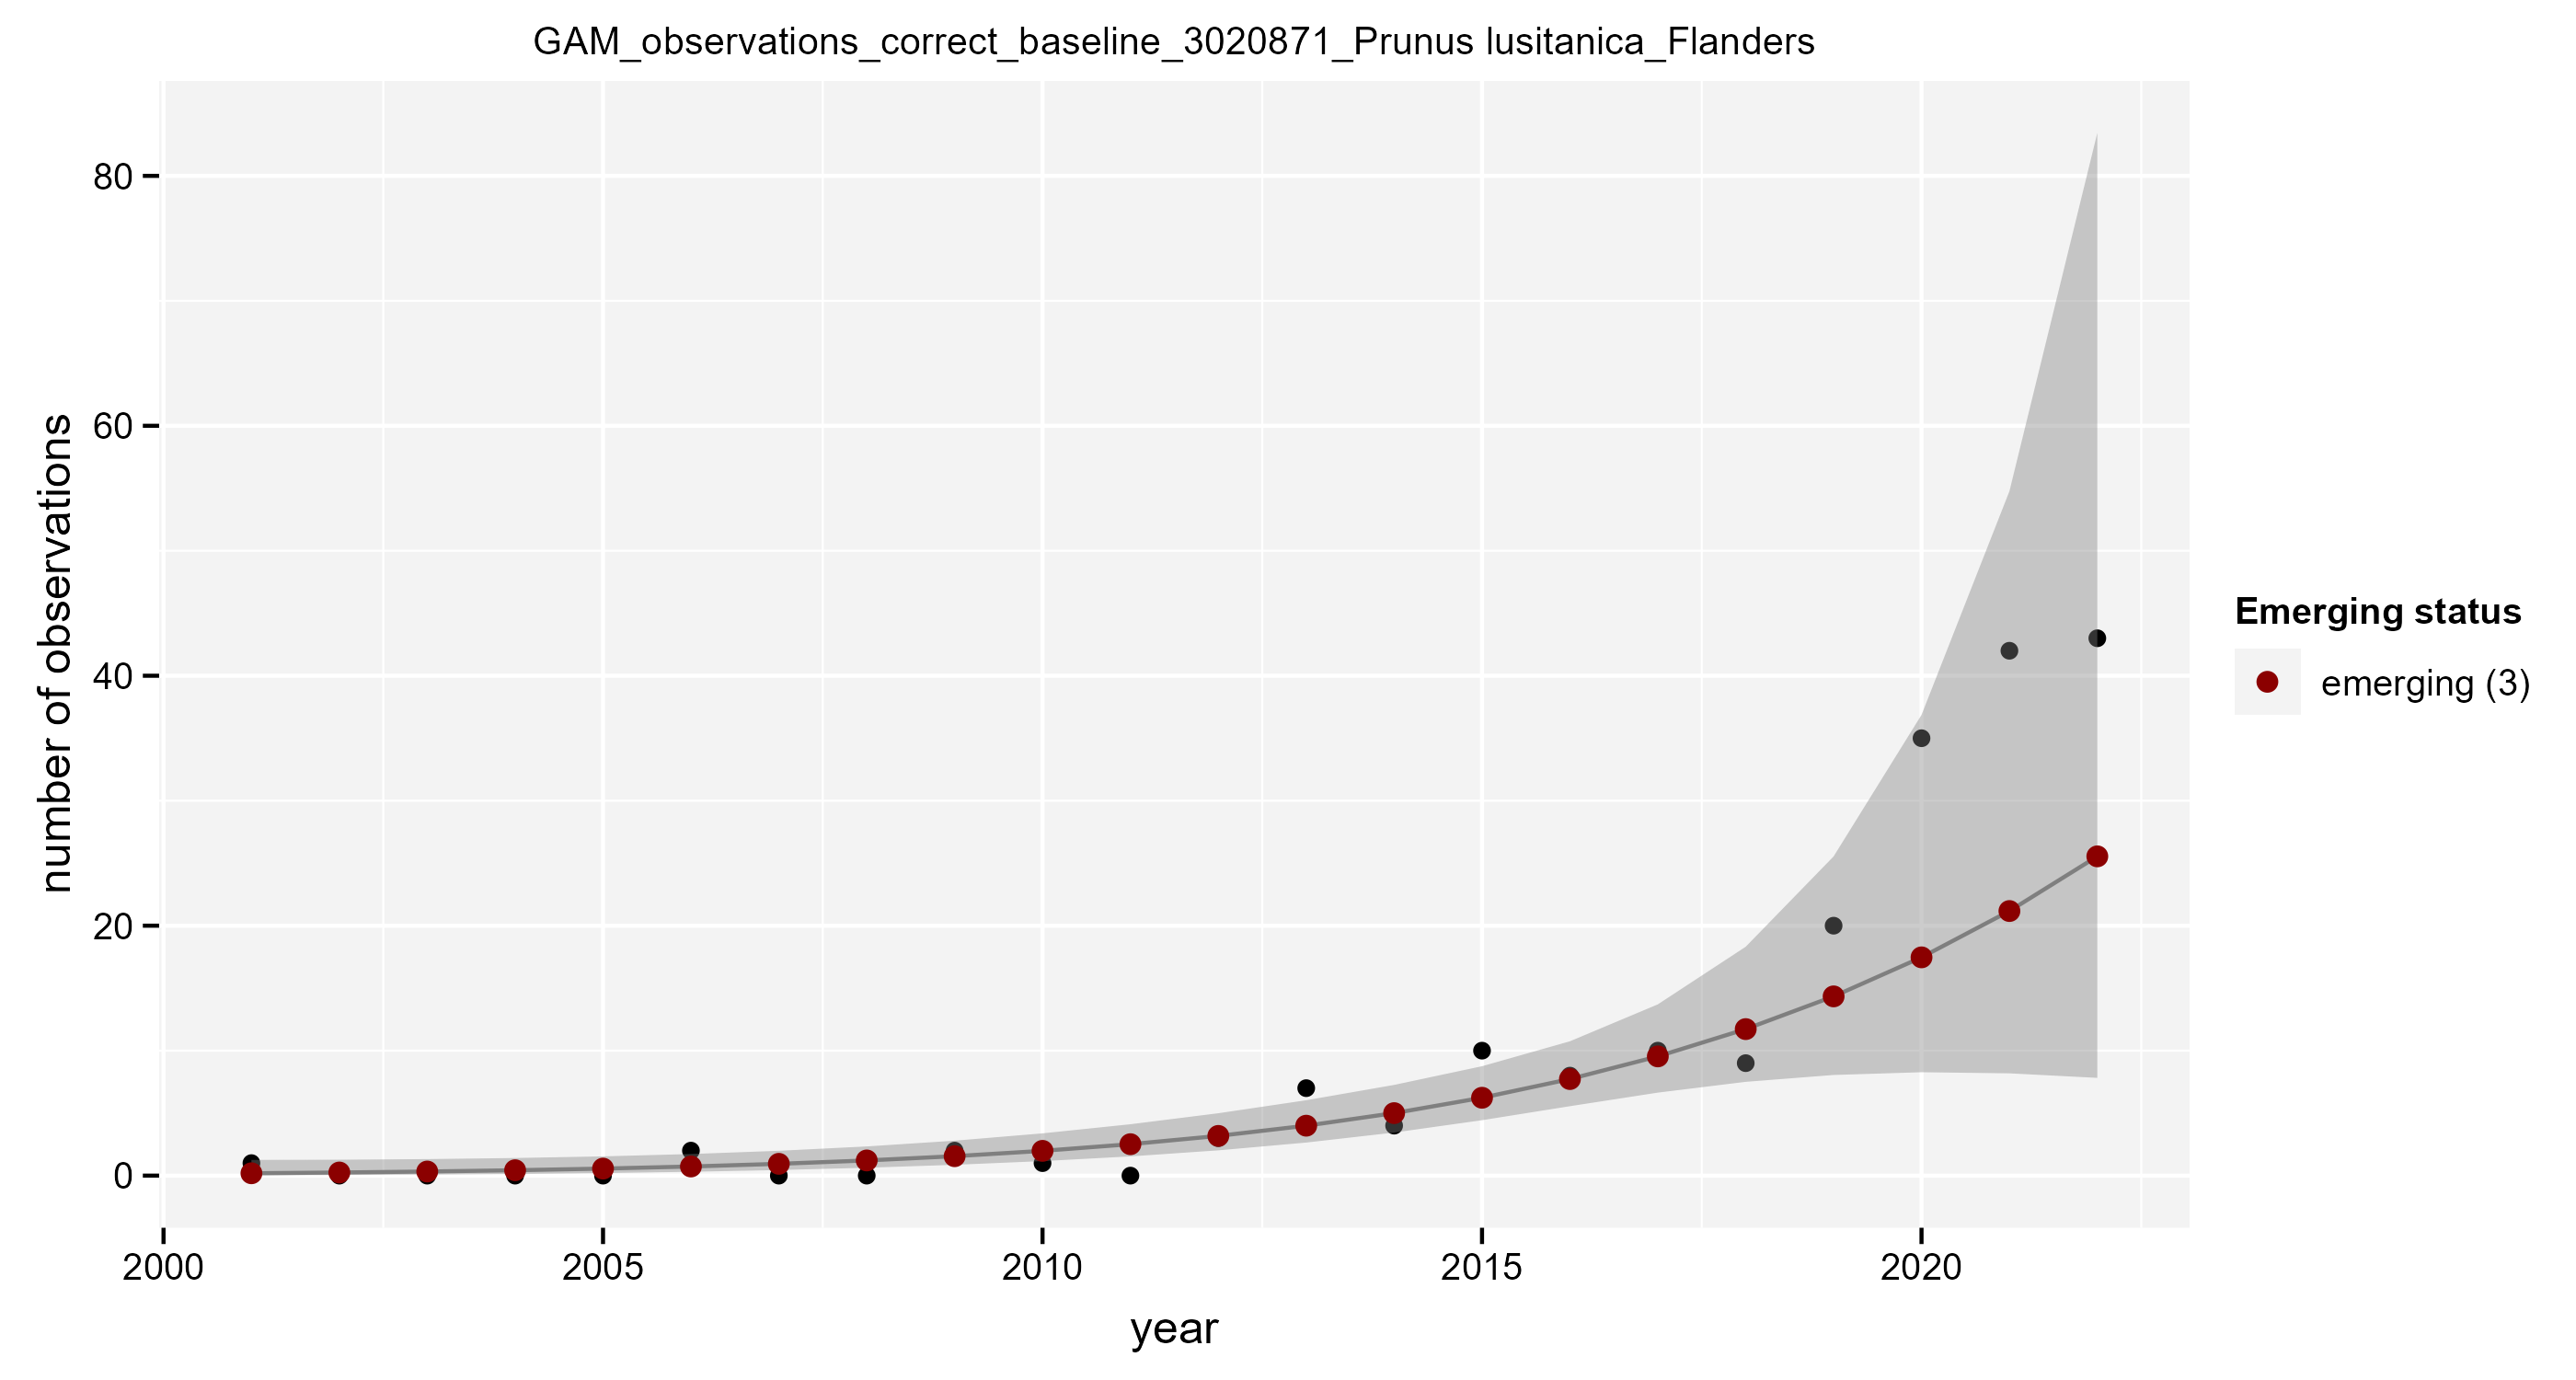 GAM_observations_correct_baseline_3020871_Prunus lusitanica_Flanders
80
60
40
20
0
number of observations
2000 2005 2010 2015 2020
year
Emerging status
emerging (3)